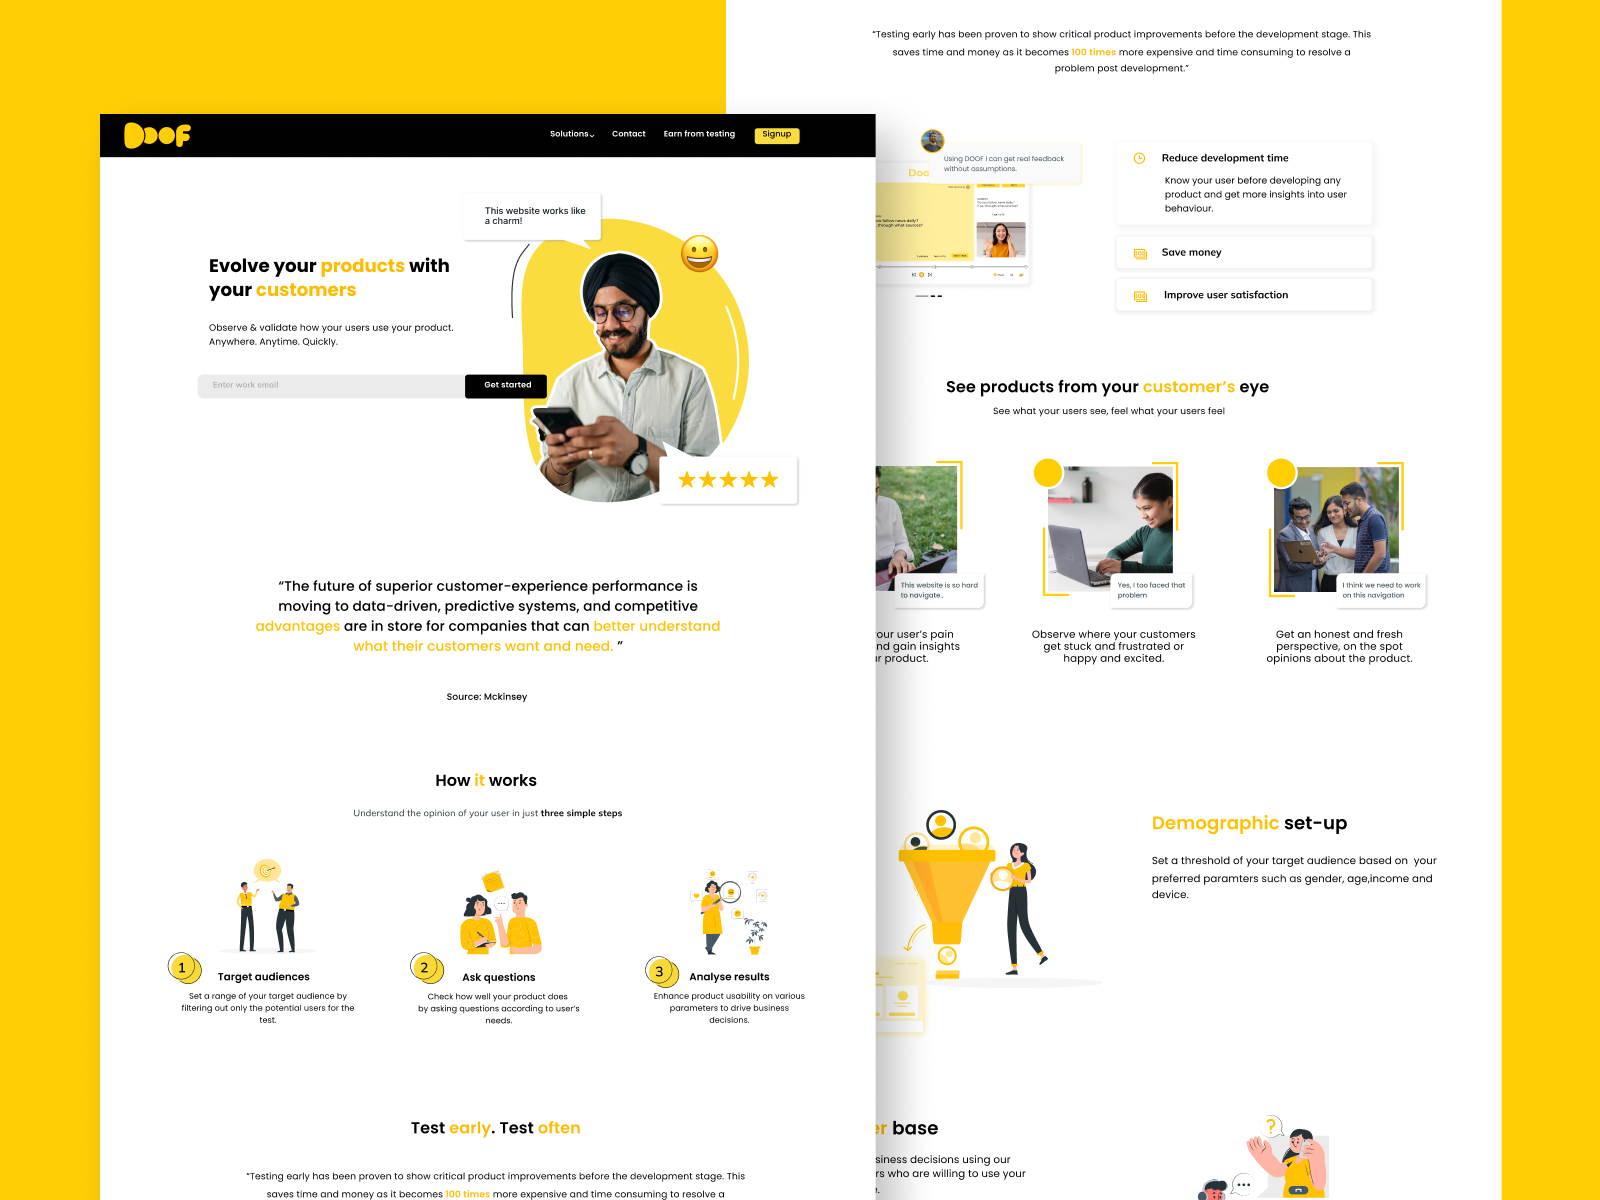 DOOF
Solutions
Contact
Earn from testing
Signup
This website works like
a charm!
Evolve your products with
your customers
Observe & validate how your users use your product.
Anywhere. Anytime. Quickly.
Enter work email
Get started
“The future of superior customer-experience performance is
moving to data-driven, predictive systems, and competitive
advantages are in store for companies that can better understand
what their customers want and need. ”
Source: Mckinsey
How it works
Understand the opinion of your user in just three simple steps
1
Target audiences
Set a range of your target audience by
filtering out only the potential users for the
test.
2
Ask questions
Check how well your product does
by asking questions according to user’s
needs.
3
Analyse results
Enhance product usability on various
parameters to drive business
decisions.
Test early. Test often
“Testing early has been proven to show critical product improvements before the development stage. This
saves time and money as it becomes 100 times more expensive and time consuming to resolve a
“Testing early has been proven to show critical product improvements before the development stage. This
saves time and money as it becomes 100 times more expensive and time consuming to resolve a
problem post development.”
Using DOOF I can get real feedback
without assumptions.
Doo
you follow news daily?
, through what sources?
Reduce development time
Know your user before developing any
product and get more insights into user
behaviour.
Save money
Improve user satisfaction
See products from your customer’s eye
See what your users see, feel what your users feel
This website is so hard
to navigate..
our user’s pain
nd gain insights
r product.
Yes, I too faced that
problem
Observe where your customers
get stuck and frustrated or
happy and excited.
I think we need to work
on this navigation
Get an honest and fresh
perspective, on the spot
opinions about the product.
Demographic set-up
Set a threshold of your target audience based on your
preferred paramters such as gender, age,income and
device.
er base
siness decisions using our
rs who are willing to use your
e.
?